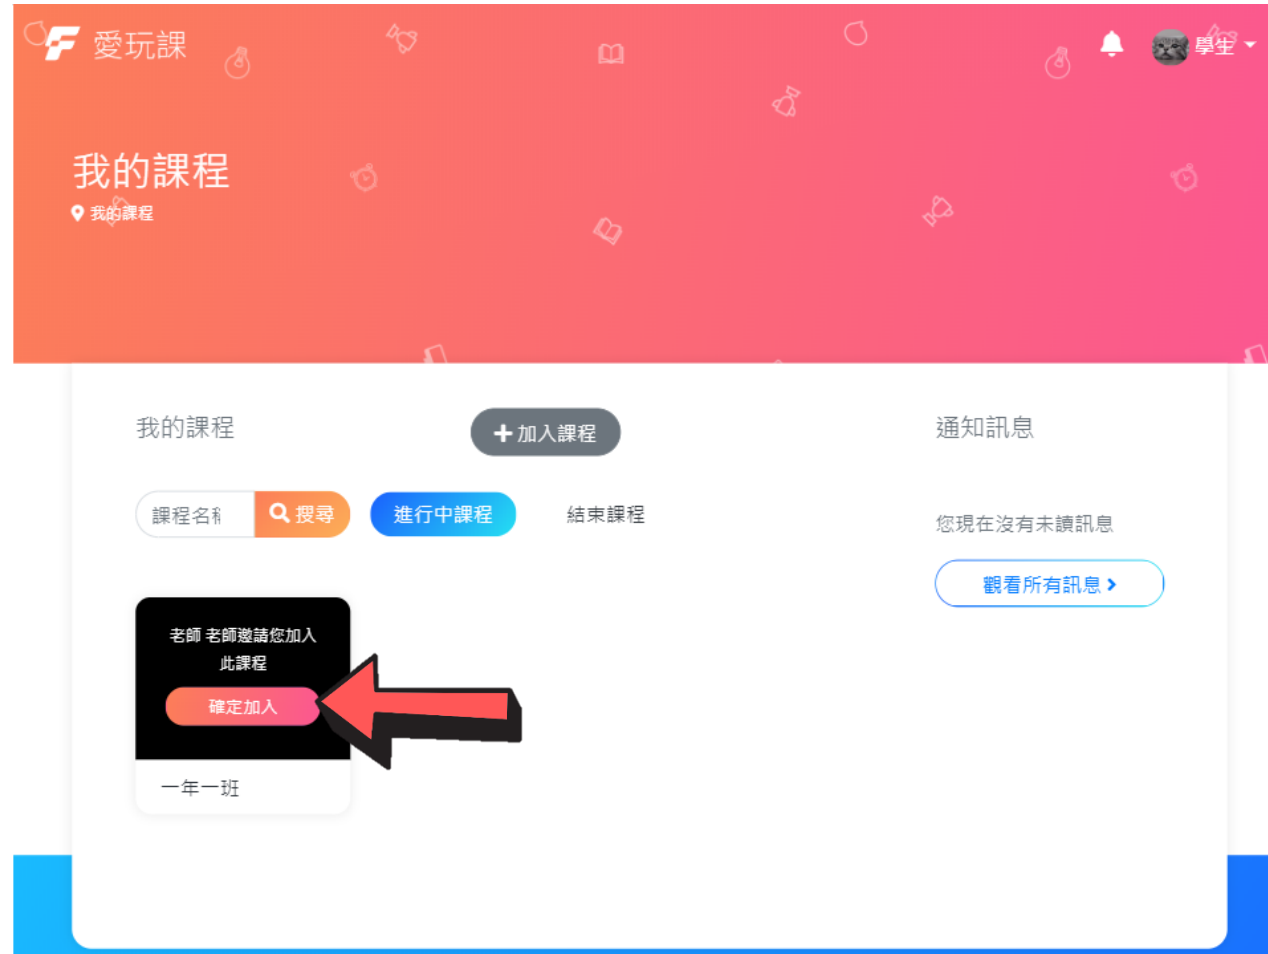 愛玩課
學生
我的課程
我的課程
我的課程
加入課程
通知訊息
課程名稱
搜尋
進行中課程
結束課程
您現在沒有未讀訊息
觀看所有訊息
老師 老師邀請您加入
此課程
確定加入
一年一班